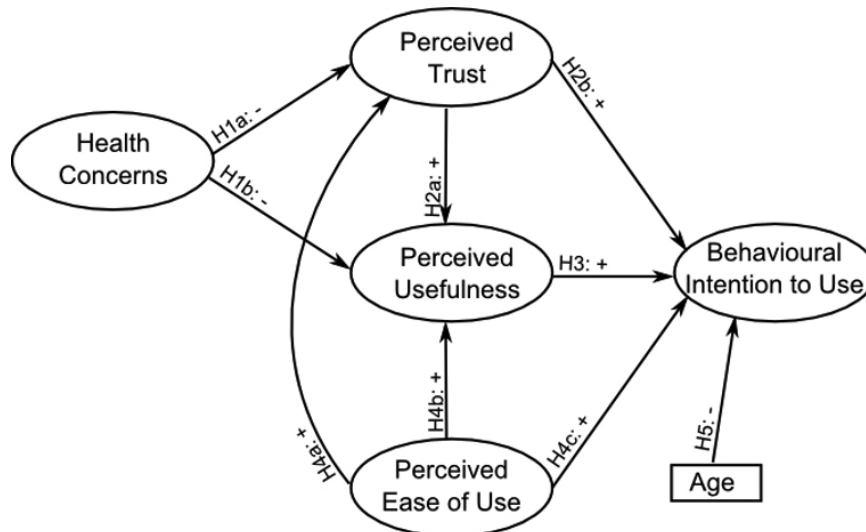 Perceived
Trust
H1a: -
H2b: +
Health
Concerns
H1b: -
H2a: +
Perceived
Usefulness
H3: +
Behavioural
Intention to Use
H4a: +
H4b: +
H4c: +
H5: -
Perceived
Ease of Use
Age